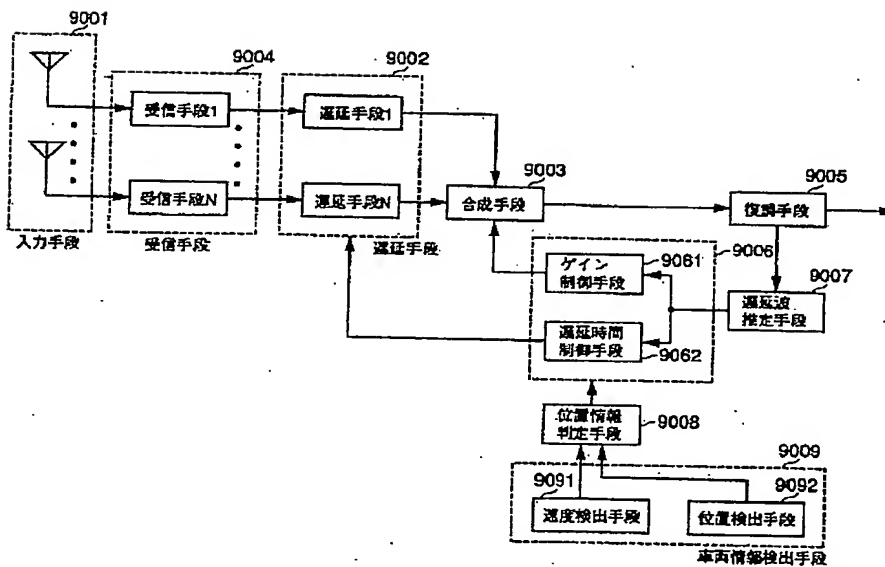 9001
9004
9002
受信手段1
遅延手段1
9003
9005
受信手段N
遅延手段N
合成手段
復調手段
入力手段
受信手段
遅延手段
9006
ゲイン
制御手段
9061
9007
遅延波
推定手段
遅延時間
制御手段
9062
位置情報
判定手段
9008
9009
9091
9092
速度検出手段
位置検出手段
車両情報検出手段